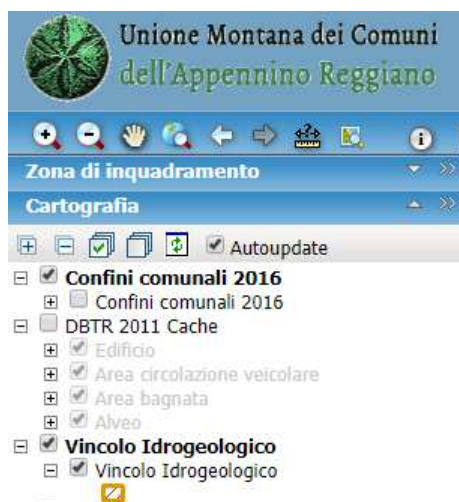 Unione Montana dei Comuni
dell'Appennino Reggiano
Zona di inquadramento
Cartografia
Autoupdate
Confini comunali 2016
Confini comunali 2016
DBTR 2011 Cache
Edificio
Area circolazione veicolare
Area bagnata
Alveo
Vincolo Idrogeologico
Vincolo Idrogeologico